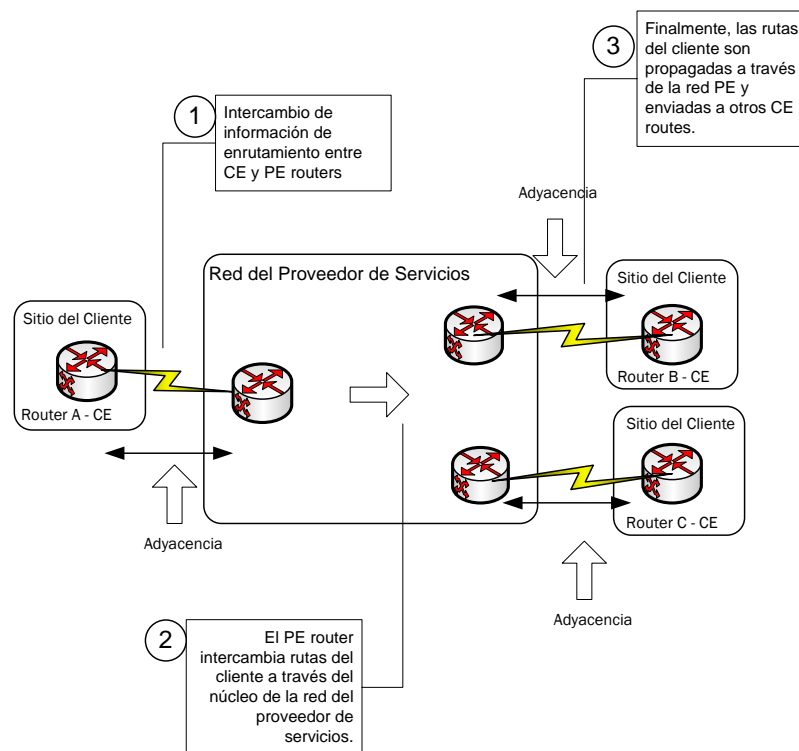 1
Intercambio de
información de
enrutamiento entre
CE y PE routers
3
Finalmente, las rutas
del cliente son
propagadas a través
de la red PE y
enviadas a otros CE
routes.
Adyacencia
Red del Proveedor de Servicios
Sitio del Cliente
Router A - CE
Sitio del Cliente
Router B - CE
Sitio del Cliente
Router C - CE
Adyacencia
Adyacencia
2
El PE router
intercambia rutas del
cliente a través del
núcleo de la red del
proveedor de
servicios.